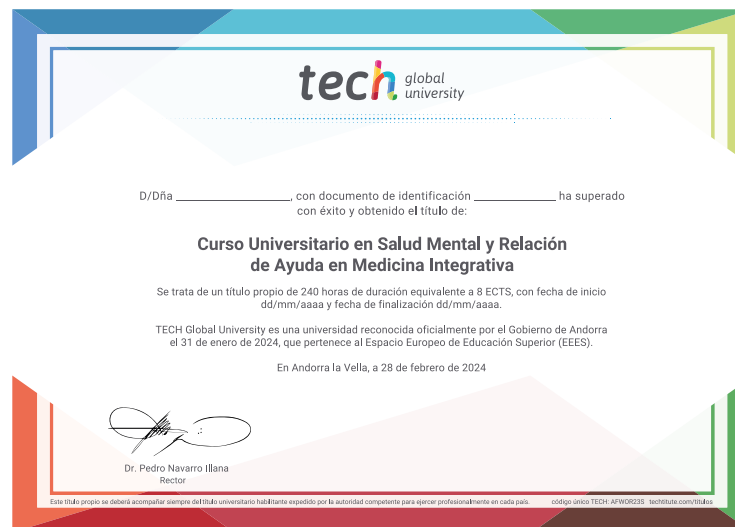 tech global university
D/Dña ____________________, con documento de identificación ______________ ha superado
con éxito y obtenido el título de:
Curso Universitario en Salud Mental y Relación
de Ayuda en Medicina Integrativa
Se trata de un título propio de 240 horas de duración equivalente a 8 ECTS, con fecha de inicio
dd/mm/aaaa y fecha de finalización dd/mm/aaaa.
TECH Global University es una universidad reconocida oficialmente por el Gobierno de Andorra
el 31 de enero de 2024, que pertenece al Espacio Europeo de Educación Superior (EEES).
En Andorra la Vella, a 28 de febrero de 2024
Dr. Pedro Navarro Illana
Rector
Este título propio se deberá acompañar siempre del título universitario habilitante expedido por la autoridad competente para ejercer profesionalmente en cada país. código único TECH: AFWOR23S techtitute.com/titulos